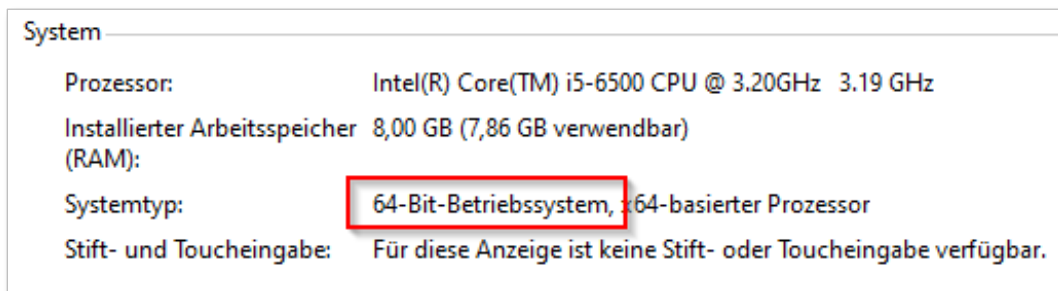 System
Prozessor: Intel(R) Core(TM) i5-6500 CPU @ 3.20GHz 3.19 GHz
Installierter Arbeitsspeicher 8,00 GB (7,86 GB verwendbar)
(RAM):
Systemtyp: 64-Bit-Betriebssystem, x64-basierter Prozessor
Stift- und Toucheingabe: Für diese Anzeige ist keine Stift- oder Toucheingabe verfügbar.